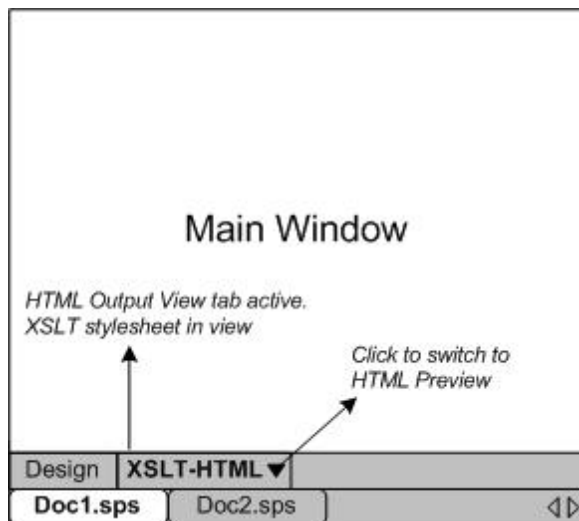 Main Window
HTML Output View tab active.
XSLT stylesheet in view
Click to switch to
HTML Preview
Design XSLT-HTML
Doc1.sps Doc2.sps